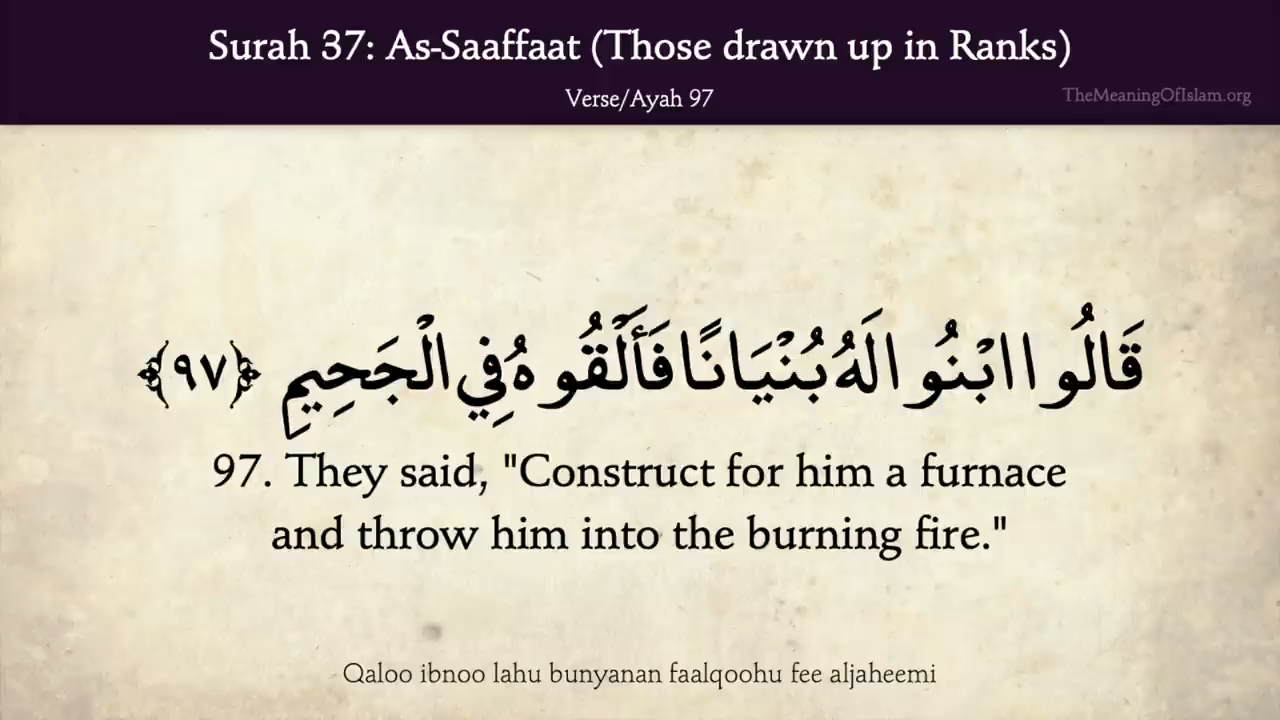 Surah 37: As-Saaffaat (Those drawn up in Ranks)
Verse/Ayah 97
TheMeaningOfIslam.org
قَالُوا ابْنُوا لَهُ بُنْيَانًا فَأَلْقُوهُ فِي الْجَحِيمِ ﴿٩٧﴾
97. They said, "Construct for him a furnace
and throw him into the burning fire."
Qaloo ibnoo lahu bunyanan faalqoohu fee aljaheemi